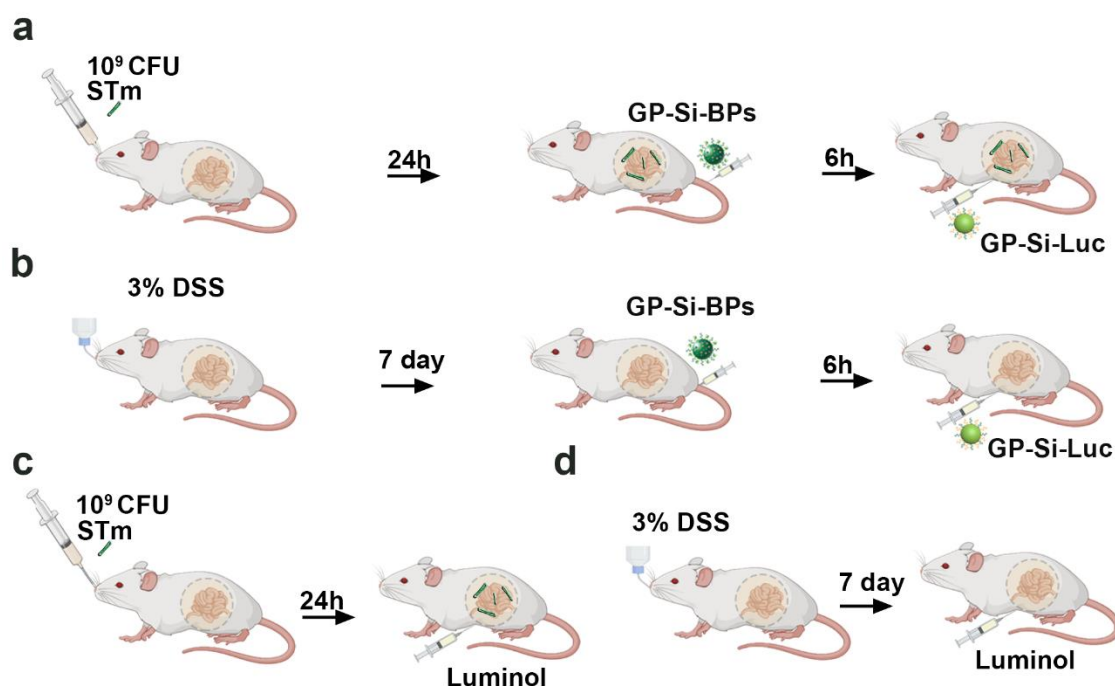 a
10⁹ CFU
STm
24h
GP-Si-BPs
6h
GP-Si-Luc
b
3% DSS
7 day
GP-Si-BPs
6h
GP-Si-Luc
c
10⁹ CFU
STm
24h
Luminol
d
3% DSS
7 day
Luminol